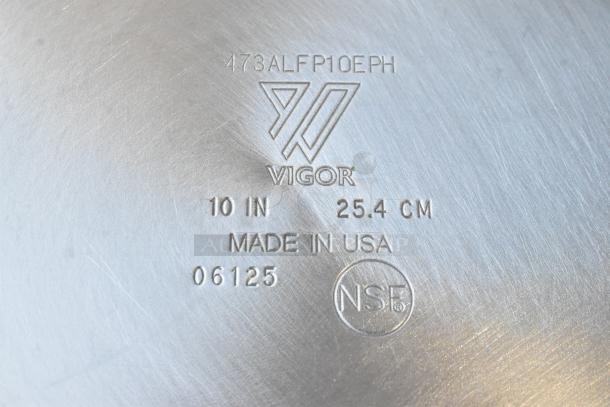 473ALFP10EPH
VIGOR
10 IN 25.4 CM
MADE IN USA
06125
NSF